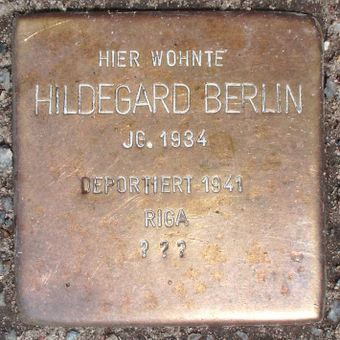 HIER WOHNTE
HILDEGARD BERLIN
JG. 1934
DEPORTIERT 1941
RIGA
? ? ?